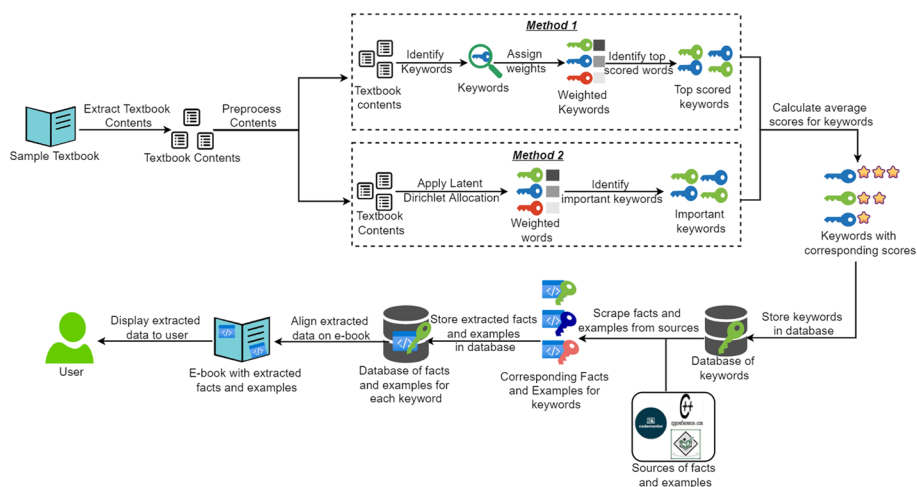 Method 1
Identify
Keywords
Assign
weights
Identify top
scored words
Textbook
contents
Keywords
Weighted
Keywords
Top scored
keywords
Extract Textbook
Contents
Preprocess
Contents
Sample Textbook
Textbook Contents
Calculate average
scores for keywords
Method 2
Apply Latent
Dirichlet Allocation
Identify
important keywords
Textbook
Contents
Weighted
words
Important
keywords
Keywords with
corresponding scores
Display extracted
data to user
Align extracted
data on e-book
Store extracted facts
and examples
in database
Scrape facts and
examples from sources
Store keywords
in database
</>
</>
</>
</>
</>
User
E-book with extracted
facts and examples
Database of facts
and examples for
each keyword
Corresponding Facts
and Examples for
keywords
Database of
keywords
C++
cppreference.com
codementor
Sources of facts
and examples